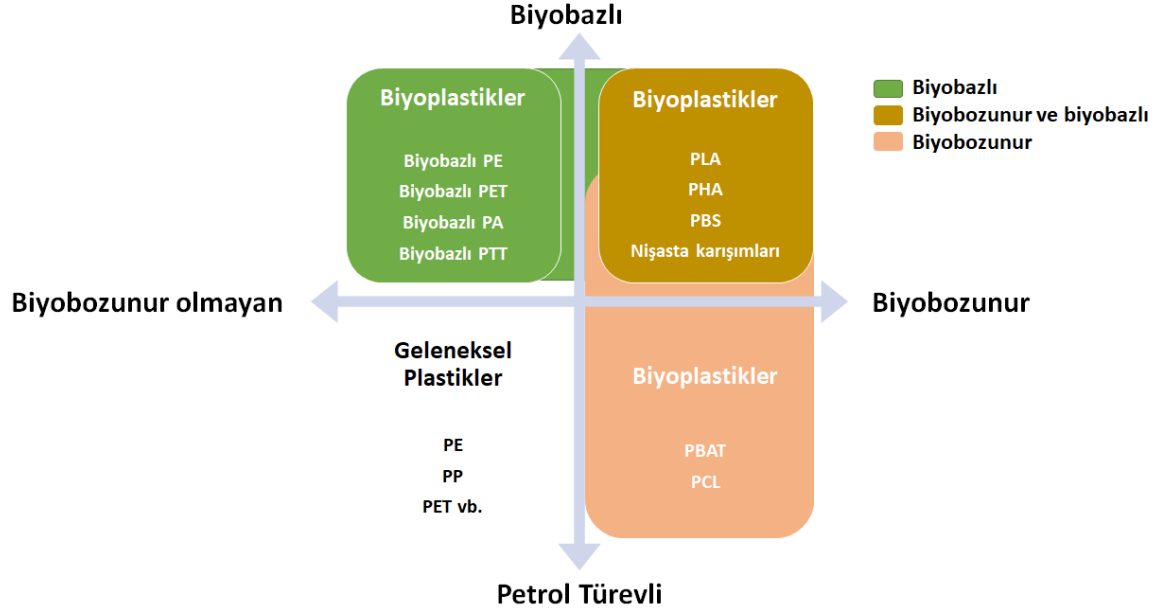 Biyobazlı
Biyoplastikler
Biyobazlı PE
Biyobazlı PET
Biyobazlı PA
Biyobazlı PTT
Biyoplastikler
PLA
PHA
PBS
Nişasta karışımları
Biyobazlı
Biyobozunur ve biyobazlı
Biyobozunur
Biyobozunur olmayan
Biyobozunur
Geleneksel
Plastikler
PE
PP
PET vb.
Biyoplastikler
PBAT
PCL
Petrol Türevli